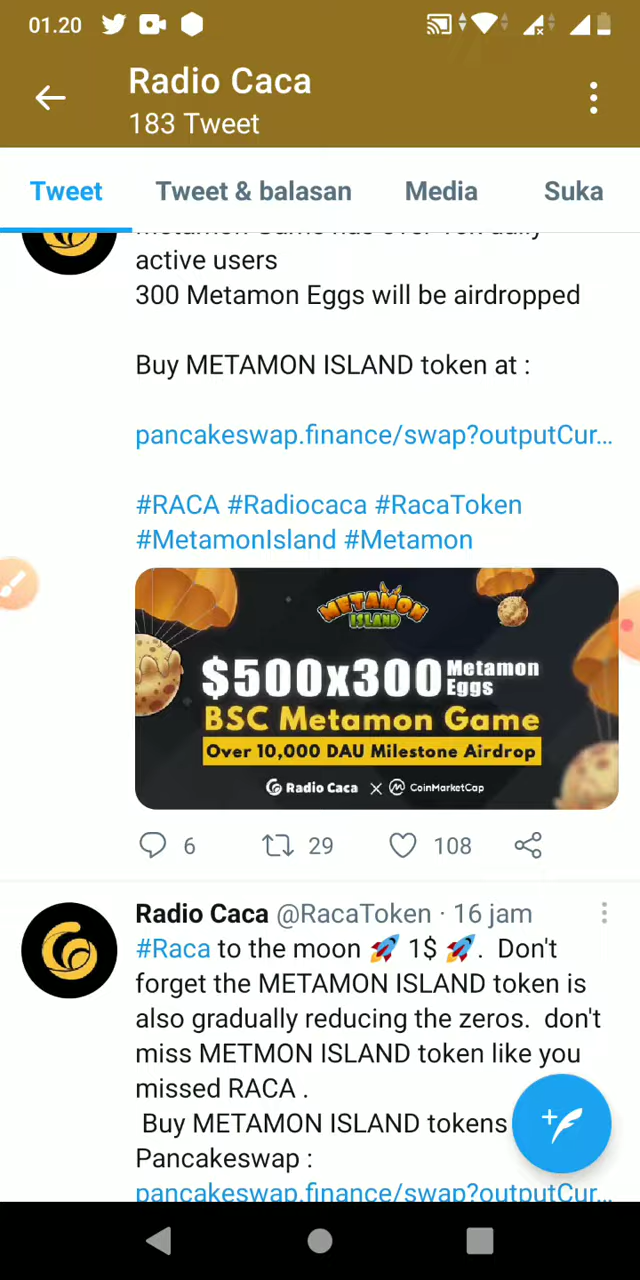 01.20
Radio Caca
183 Tweet
Tweet
Tweet & balasan
Media
Suka
active users
300 Metamon Eggs will be airdropped
Buy METAMON ISLAND token at :
pancakeswap.finance/swap?outputCur...
#RACA #Radiocaca #RacaToken
#MetamonIsland #Metamon
METAMON
ISLAND
$500x300 Metamon
Eggs
BSC Metamon Game
Over 10,000 DAU Milestone Airdrop
Radio Caca X CoinMarketCap
6
29
108
Radio Caca @RacaToken · 16 jam
#Raca to the moon 🚀 1$ 🚀.  Don't
forget the METAMON ISLAND token is
also gradually reducing the zeros.  don't
miss METMON ISLAND token like you
missed RACA .
Buy METAMON ISLAND tokens
Pancakeswap :
pancakeswap.finance/swap?outputCur...